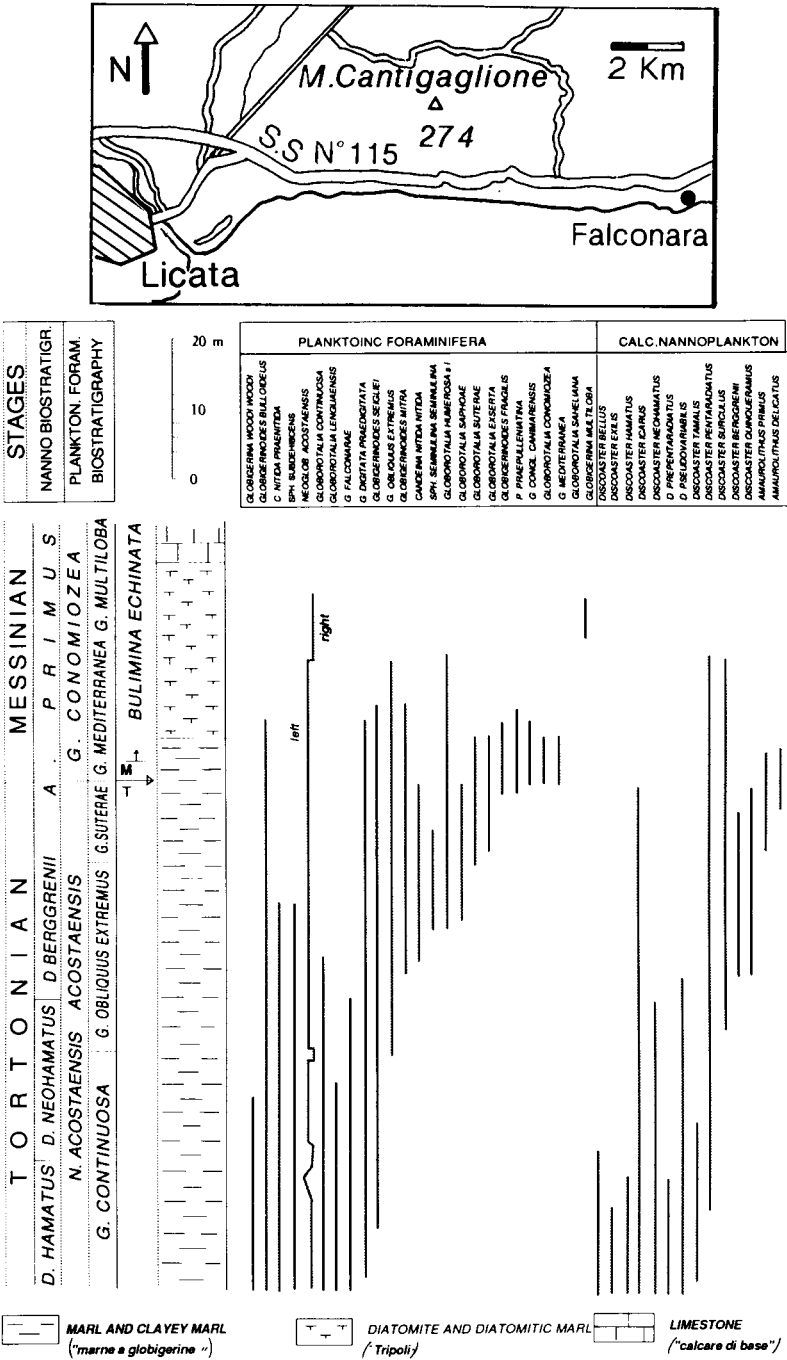 N
M.Cantigaglione
274
2 Km
S.S N° 115
Licata
Falconara
STAGES
NANNO BIOSTRATIGR.
PLANKTON. FORAM.
BIOSTRATIGRAPHY
20 m
10
0
PLANKTOINC FORAMINIFERA
CALC.NANNOPLANKTON
GLOBIGERINA WOODI WOODI
GLOBIGERINOIDES BULLOIDEUS
C NITIDA PRAENITIDA
SPH SUBDEHISCENS
NEOGLOB ACOSTAENSIS
GLOBOROTALIA CONTINUOSA
GLOBOROTALIA LENGUAENSIS
G FALCONARAE
G DIGITATA PRAEDIGITATA
GLOBIGERINOIDES SEIGLIEI
G. OBLIQUUS EXTREMUS
GLOBIGERINOIDES MITRA
CANDEINA NITIDA NITIDA
SPH. SEMINULINA SEMINULINA
GLOBOROTALIA HUMEROSA s l
GLOBOROTALIA SAPHOAE
GLOBOROTALIA SUTERAE
GLOBOROTALIA EXSERTA
GLOBIGERINOIDES FRAGILIS
P. PRAEPULLENIATINA
G CONGL. CANIMARENSIS
GLOBOROTALIA CONOMIOZEA
G MEDITERRANEA
GLOBOROTALIA SAHELIANA
GLOBIGERINA MULTILOBA
DISCOASTER BELLUS
DISCOASTER EXILIS
DISCOASTER HAMATUS
DISCOASTER ICARUS
DISCOASTER NEOHAMATUS
D PREPENTARADIATUS
D PSEUDOVARIABILIS
DISCOASTER TAMALIS
DISCOASTER PENTARADIATUS
DISCOASTER SURCULUS
DISCOASTER BERGGRENII
DISCOASTER QUINQUERAMUS
AMAUROLITHUS PRIMUS
AMAUROLITHUS DELICATUS
TORTONIAN MESSINIAN
D. HAMATUS D. NEOHAMATUS D BERGGRENII A. PRIMUS
N. ACOSTAENSIS ACOSTAENSIS G. CONOMIOZEA
G. CONTINUOSA G. OBLIQUUS EXTREMUS G.SUTERAE G. MEDITERRANEA G. MULTILOBA
BULIMINA ECHINATA
M
T
right
left
MARL AND CLAYEY MARL
("marne a globigerine")
DIATOMITE AND DIATOMITIC MARL
LIMESTONE
("calcare di base")